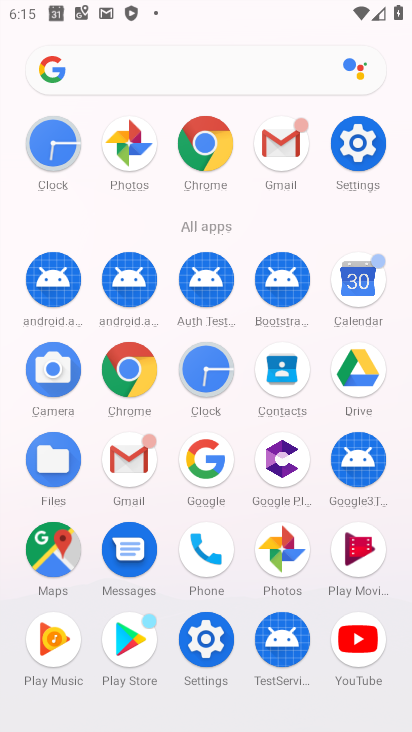 6:15 31
Clock Photos Chrome Gmail Settings
All apps
30
android.a... android.a... Auth Test... Bootstra... Calendar
Camera Chrome Clock Contacts Drive
Files Gmail Google Google Pl... Google3T...
Maps Messages Phone Photos Play Movi...
Play Music Play Store Settings TestServi... YouTube